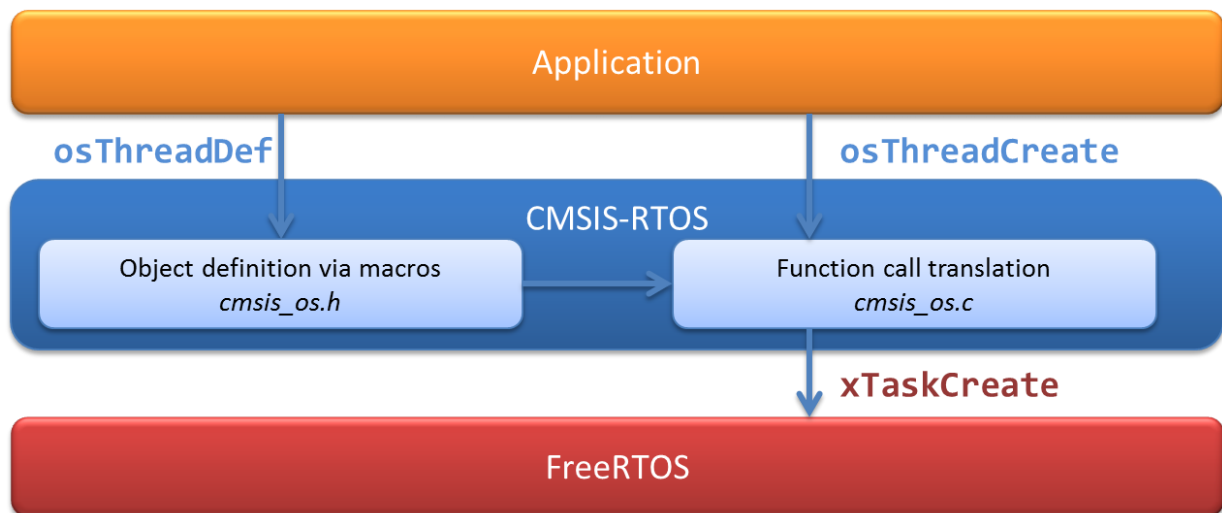 Application
osThreadDef
osThreadCreate
CMSIS-RTOS
Object definition via macros
cmsis_os.h
Function call translation
cmsis_os.c
xTaskCreate
FreeRTOS